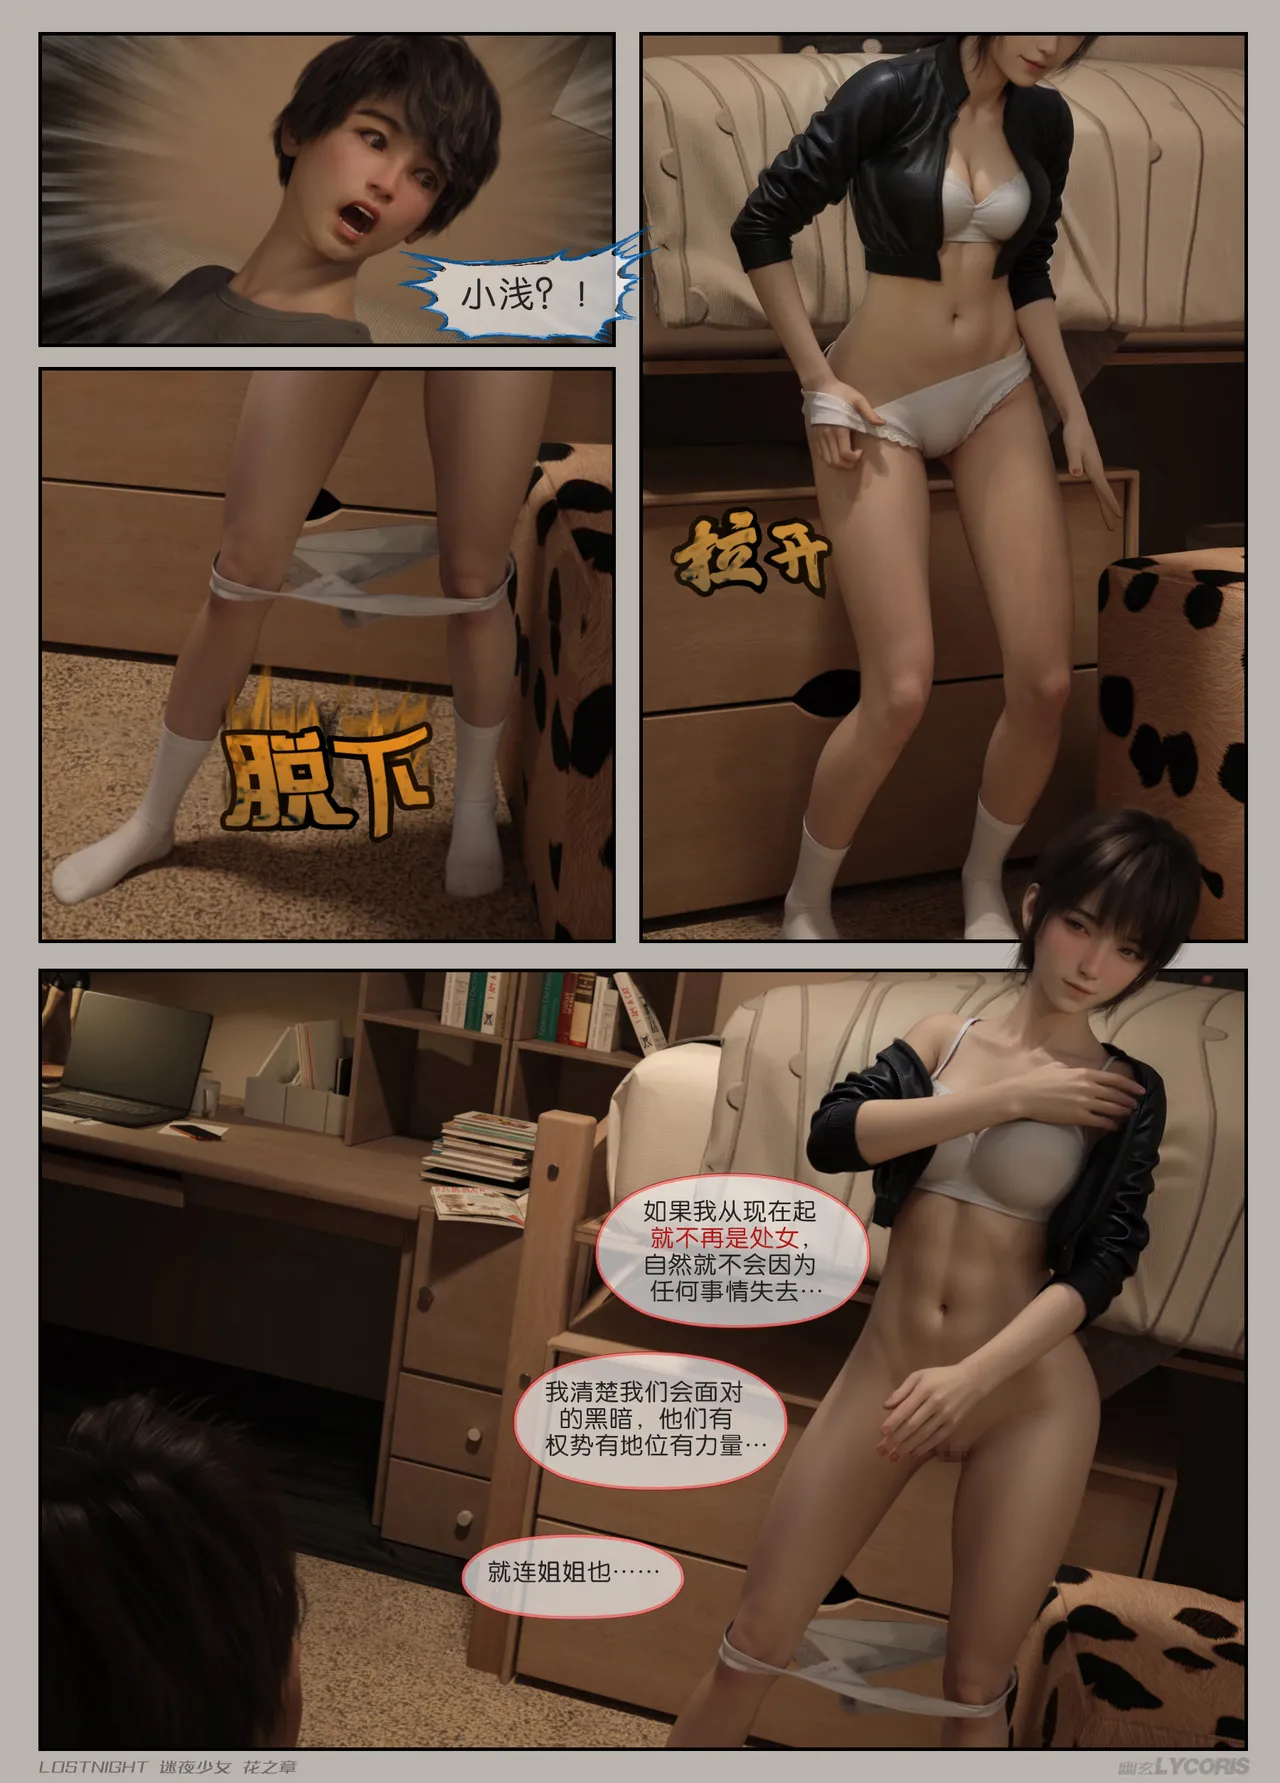 小浅？！
拉开
脱下
如果我从现在起
就不再是处女，
自然就不会因为
任何事情失去…
我清楚我们会面对
的黑暗，他们有
权势有地位有力量…
就连姐姐也……
LOSTNIGHT 迷夜少女 花之章
幽玄LYCORIS